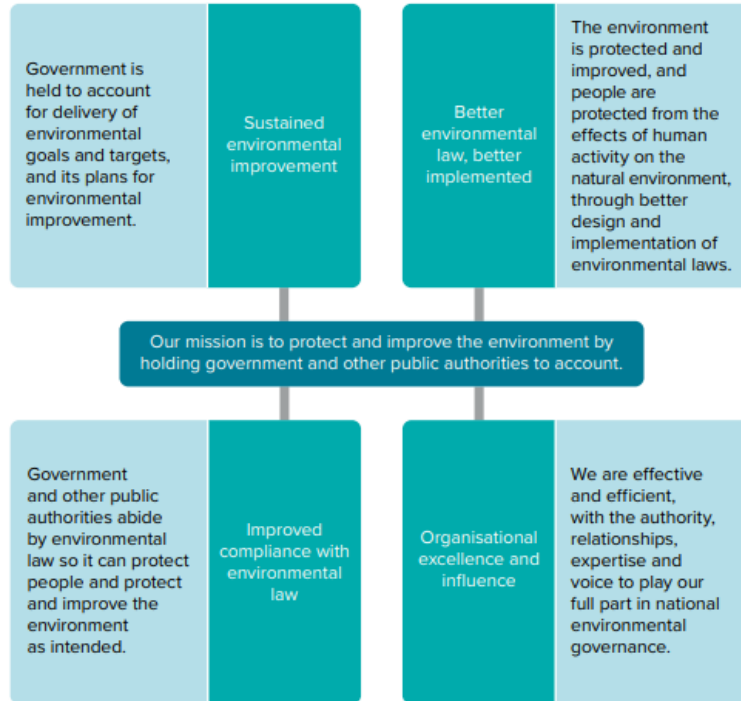 Government is
held to account
for delivery of
environmental
goals and targets,
and its plans for
environmental
improvement.
Sustained
environmental
improvement
Better
environmental
law, better
implemented
The environment
is protected and
improved, and
people are
protected from the
effects of human
activity on the
natural environment,
through better
design and
implementation of
environmental laws.
Our mission is to protect and improve the environment by
holding government and other public authorities to account.
Government
and other public
authorities abide
by environmental
law so it can protect
people and protect
and improve the
environment
as intended.
Improved
compliance with
environmental
law
Organisational
excellence and
influence
We are effective
and efficient,
with the authority,
relationships,
expertise and
voice to play our
full part in national
environmental
governance.